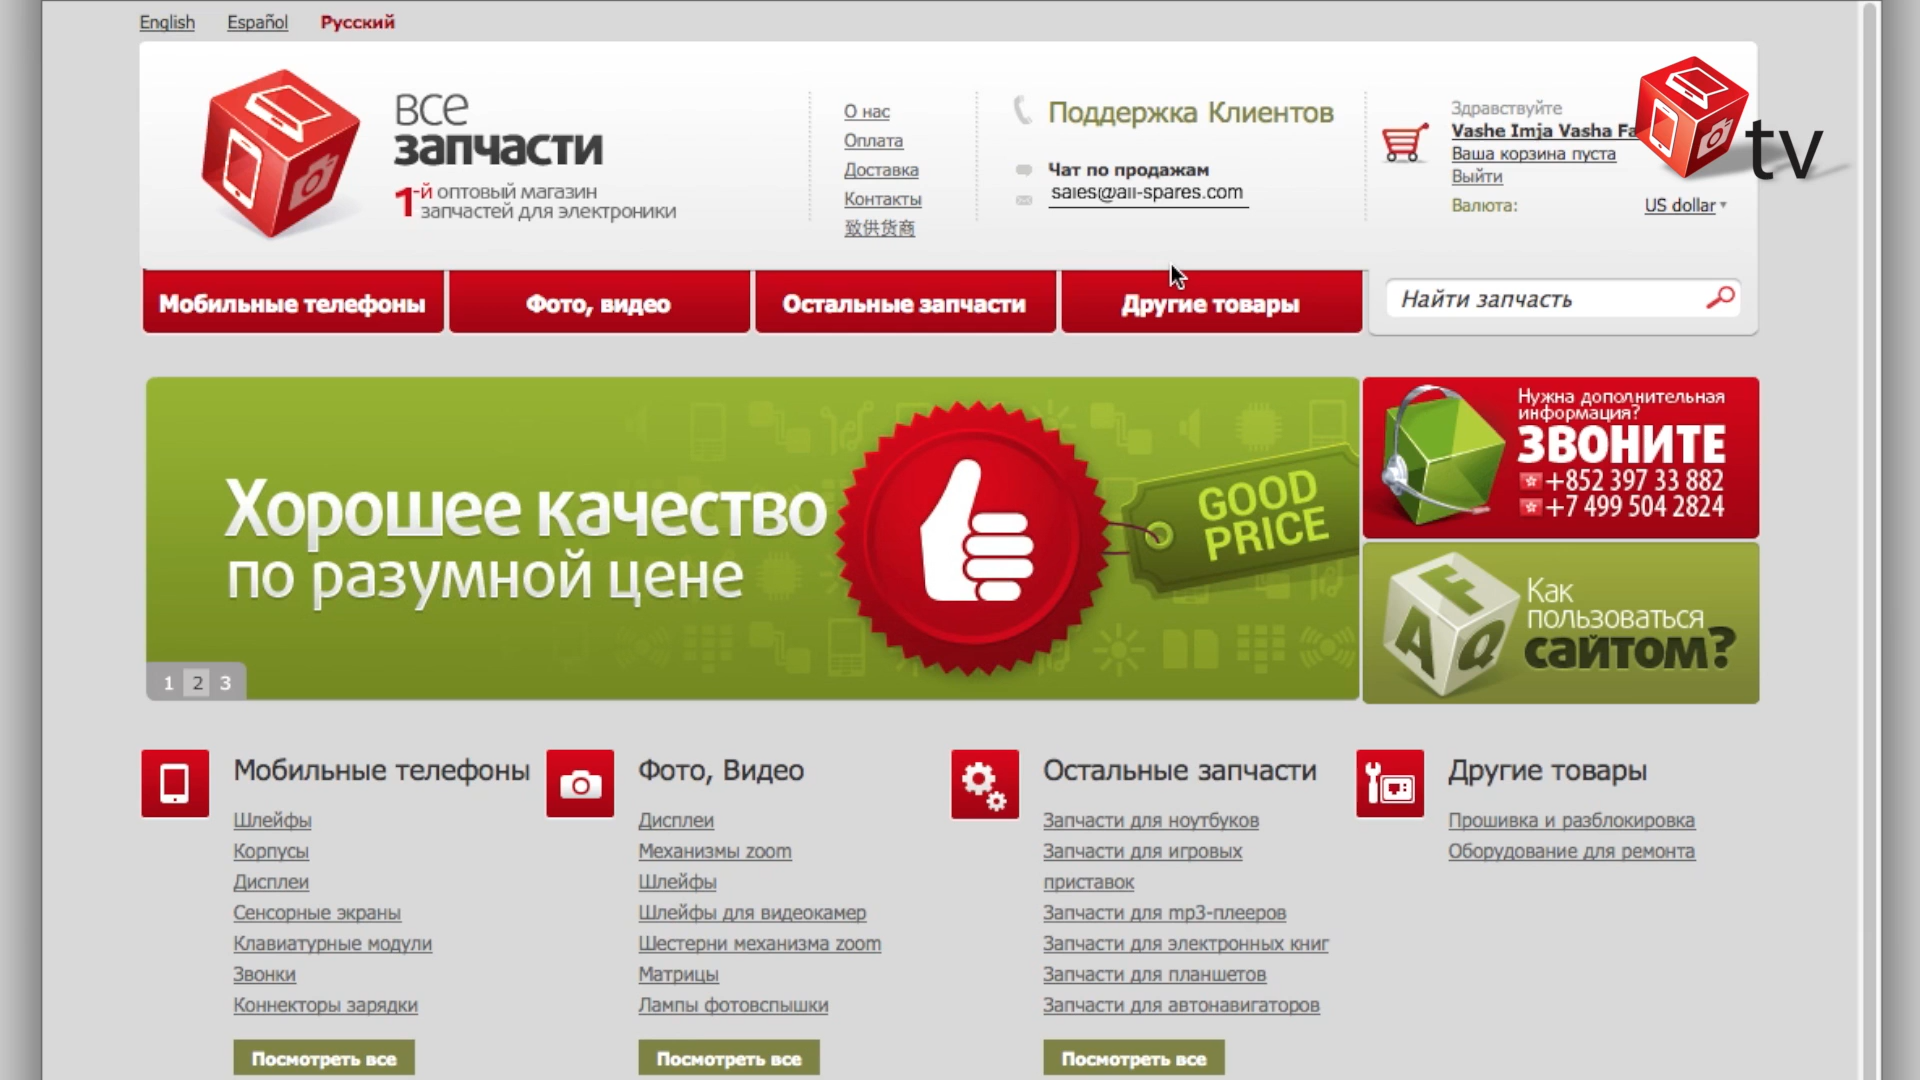 English Español Русский
все
запчасти
1-й оптовый магазин
запчастей для электроники
О нас
Оплата
Доставка
Контакты
致供货商
Поддержка Клиентов
Чат по продажам
sales@all-spares.com
Здравствуйте
Vashe Imja Vasha Fa
Ваша корзина пуста
Выйти
Валюта: US dollar
tv
Мобильные телефоны Фото, видео Остальные запчасти Другие товары
Найти запчасть
Хорошее качество
по разумной цене
GOOD
PRICE
1 2 3
Нужна дополнительная
информация?
ЗВОНИТЕ
+852 397 33 882
+7 499 504 2824
FAQ
Как
пользоваться
сайтом?
Мобильные телефоны
Шлейфы
Корпусы
Дисплеи
Сенсорные экраны
Клавиатурные модули
Звонки
Коннекторы зарядки
Посмотреть все
Фото, Видео
Дисплеи
Механизмы zoom
Шлейфы
Шлейфы для видеокамер
Шестерни механизма zoom
Матрицы
Лампы фотовспышки
Посмотреть все
Остальные запчасти
Запчасти для ноутбуков
Запчасти для игровых
приставок
Запчасти для mp3-плееров
Запчасти для электронных книг
Запчасти для планшетов
Запчасти для автонавигаторов
Посмотреть все
Другие товары
Прошивка и разблокировка
Оборудование для ремонта